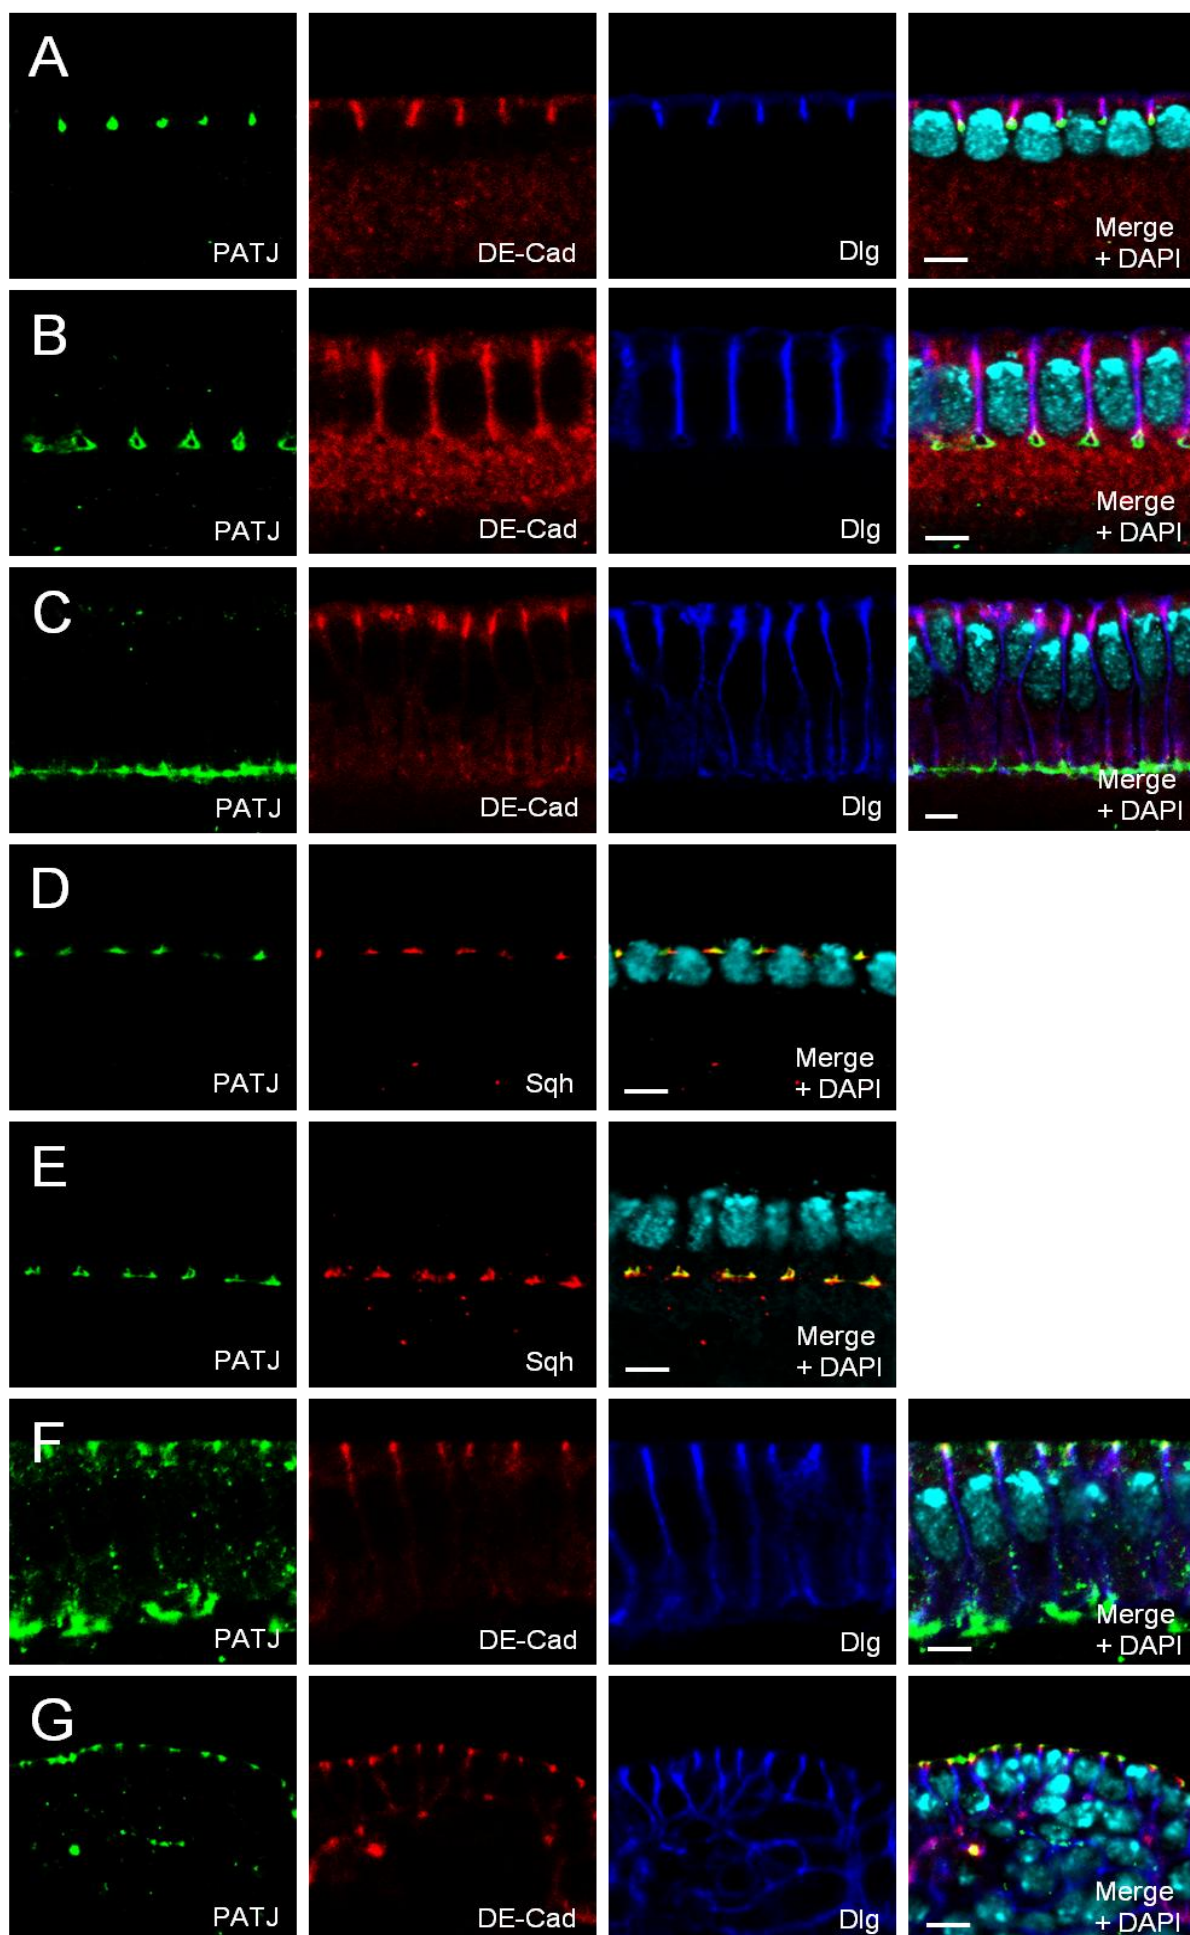 A
PATJ
DE-Cad
Dlg
Merge
+ DAPI
B
PATJ
DE-Cad
Dlg
Merge
+ DAPI
C
PATJ
DE-Cad
Dlg
Merge
+ DAPI
D
PATJ
Sqh
Merge
+ DAPI
E
PATJ
Sqh
Merge
+ DAPI
F
PATJ
DE-Cad
Dlg
Merge
+ DAPI
G
PATJ
DE-Cad
Dlg
Merge
+ DAPI